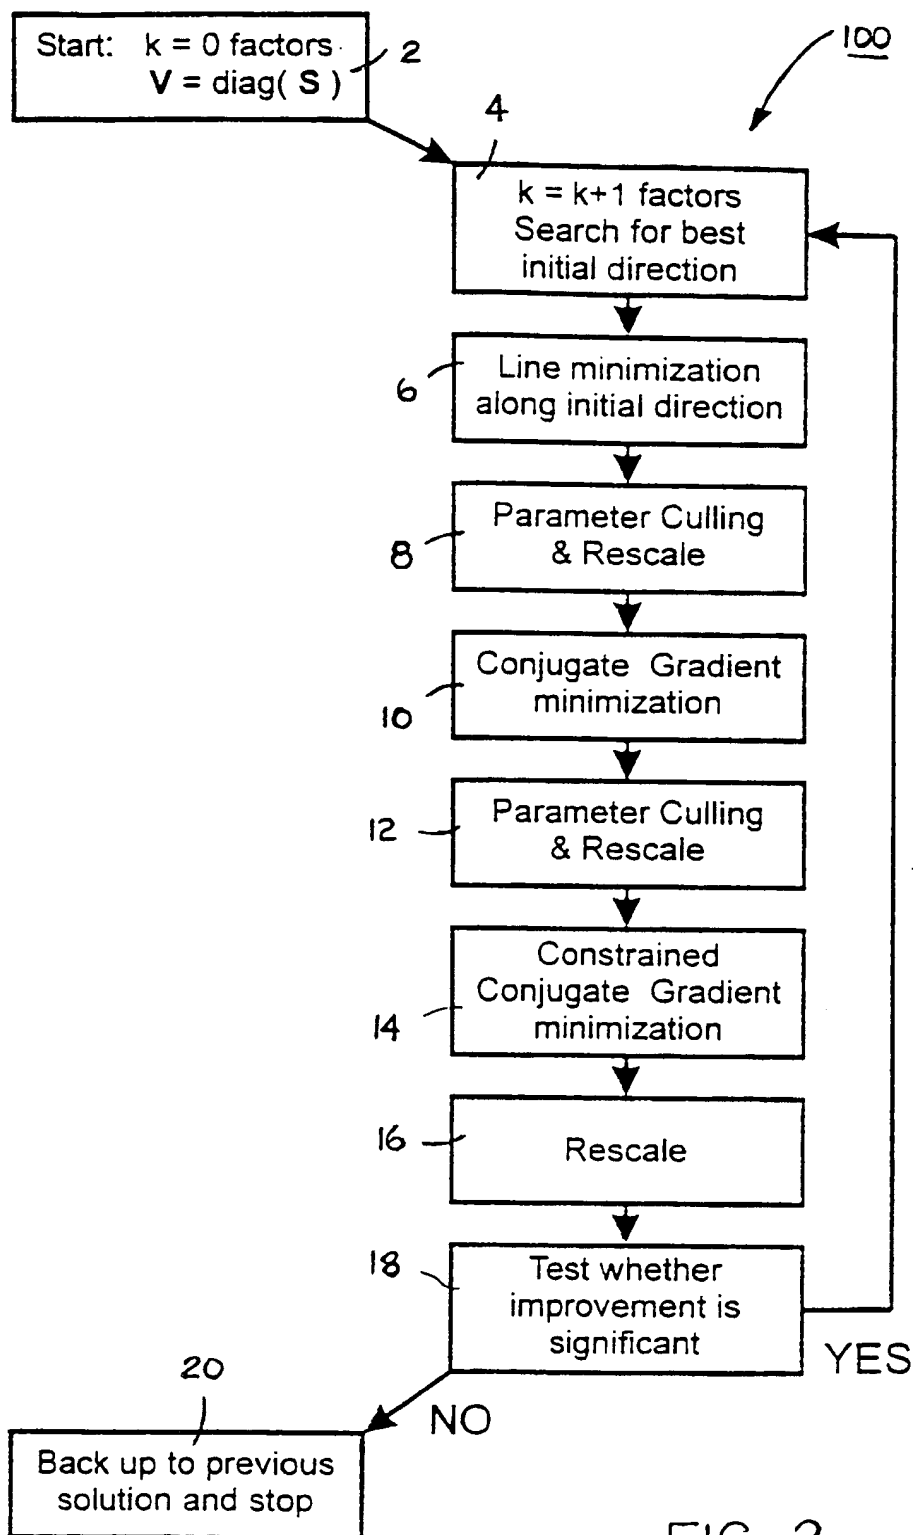 Start: k = 0 factors
V = diag( S )
2
100
4
k = k+1 factors
Search for best
initial direction
6
Line minimization
along initial direction
8
Parameter Culling
& Rescale
10
Conjugate Gradient
minimization
12
Parameter Culling
& Rescale
14
Constrained
Conjugate Gradient
minimization
16
Rescale
18
Test whether
improvement is
significant
YES
NO
20
Back up to previous
solution and stop